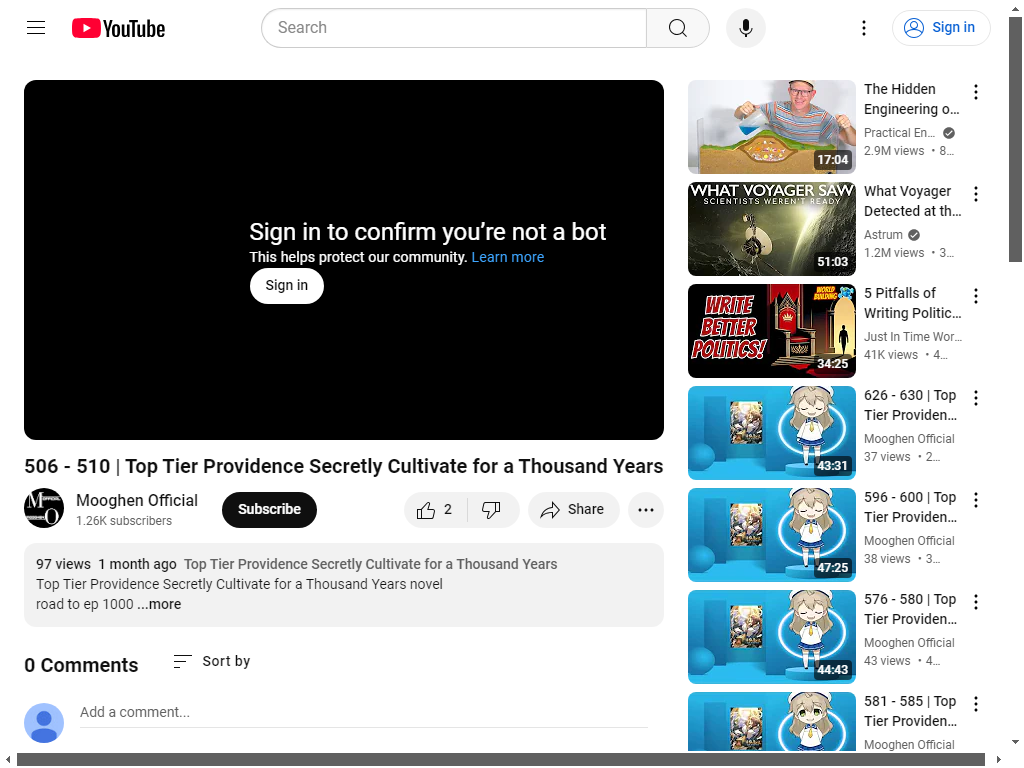 YouTube
Search
Sign in
Sign in to confirm you're not a bot
This helps protect our community. Learn more
Sign in
506 - 510 | Top Tier Providence Secretly Cultivate for a Thousand Years
Mooghen Official
1.26K subscribers
Subscribe
2
Share
97 views 1 month ago Top Tier Providence Secretly Cultivate for a Thousand Years
Top Tier Providence Secretly Cultivate for a Thousand Years novel
road to ep 1000 ...more
0 Comments
Sort by
Add a comment...
17:04
The Hidden
Engineering o...
Practical En...
2.9M views • 8...
WHAT VOYAGER SAW
SCIENTISTS WEREN'T READY
51:03
What Voyager
Detected at th...
Astrum
1.2M views • 3...
WRITE
BETTER
POLITICS!
WORLD
BUILDING
34:25
5 Pitfalls of
Writing Politic...
Just In Time Wor...
41K views • 4...
43:31
626 - 630 | Top
Tier Providen...
Mooghen Official
37 views • 2...
47:25
596 - 600 | Top
Tier Providen...
Mooghen Official
38 views • 3...
44:43
576 - 580 | Top
Tier Providen...
Mooghen Official
43 views • 4...
581 - 585 | Top
Tier Providen...
Mooghen Official